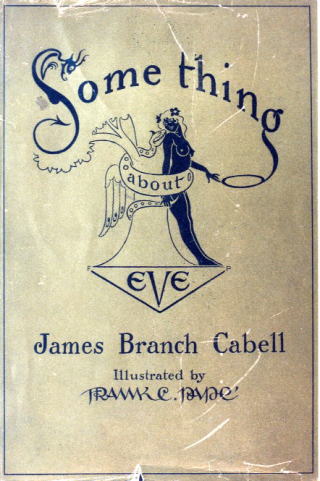 Some thing
about
EVE
F P
James Branch Cabell
Illustrated by
FRANK C. PAPÉ